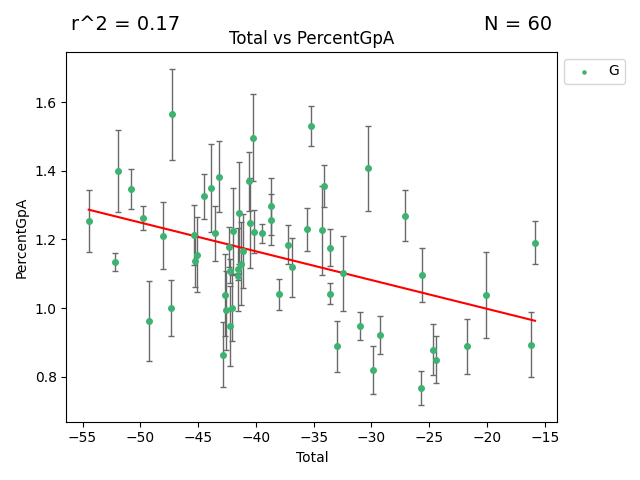 r^2 = 0.17
N = 60
Total vs PercentGpA
G
PercentGpA
1.6
1.4
1.2
1.0
0.8
−55
−50
−45
−40
−35
−30
−25
−20
−15
Total